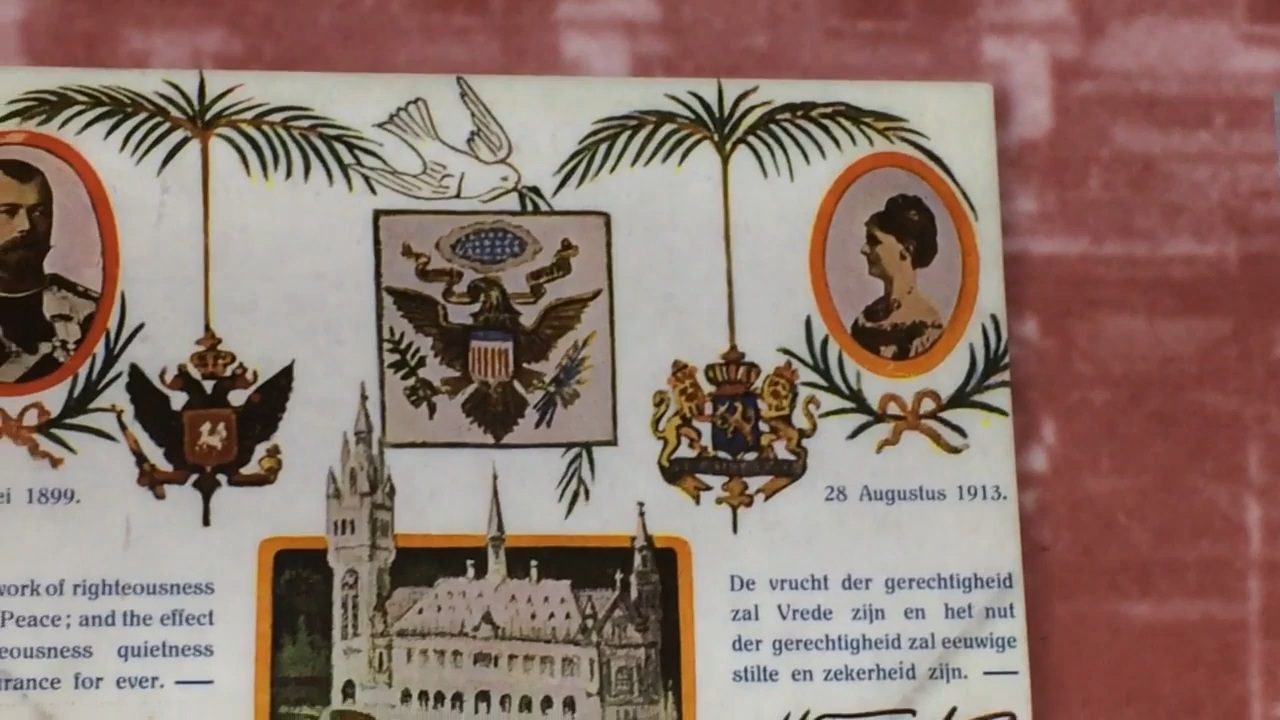 ei 1899.
28 Augustus 1913.
work of righteousness
Peace; and the effect
eousness quietness
rance for ever. —
De vrucht der gerechtigheid
zal Vrede zijn en het nut
der gerechtigheid zal eeuwige
stilte en zekerheid zijn. —